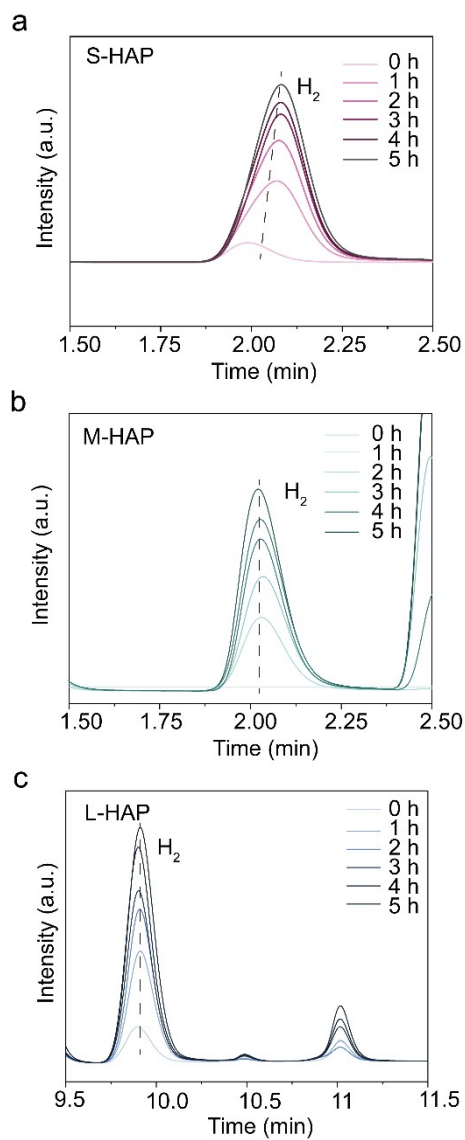 a
S-HAP
H2
0 h
1 h
2 h
3 h
4 h
5 h
Intensity (a.u.)
1.50 1.75 2.00 2.25 2.50
Time (min)
b
M-HAP
H2
0 h
1 h
2 h
3 h
4 h
5 h
Intensity (a.u.)
1.50 2.00 2.25 2.50
Time (min)
c
L-HAP
H2
0 h
1 h
2 h
3 h
4 h
5 h
Intensity (a.u.)
9.5 10.0 10.5 11 11.5
Time (min)